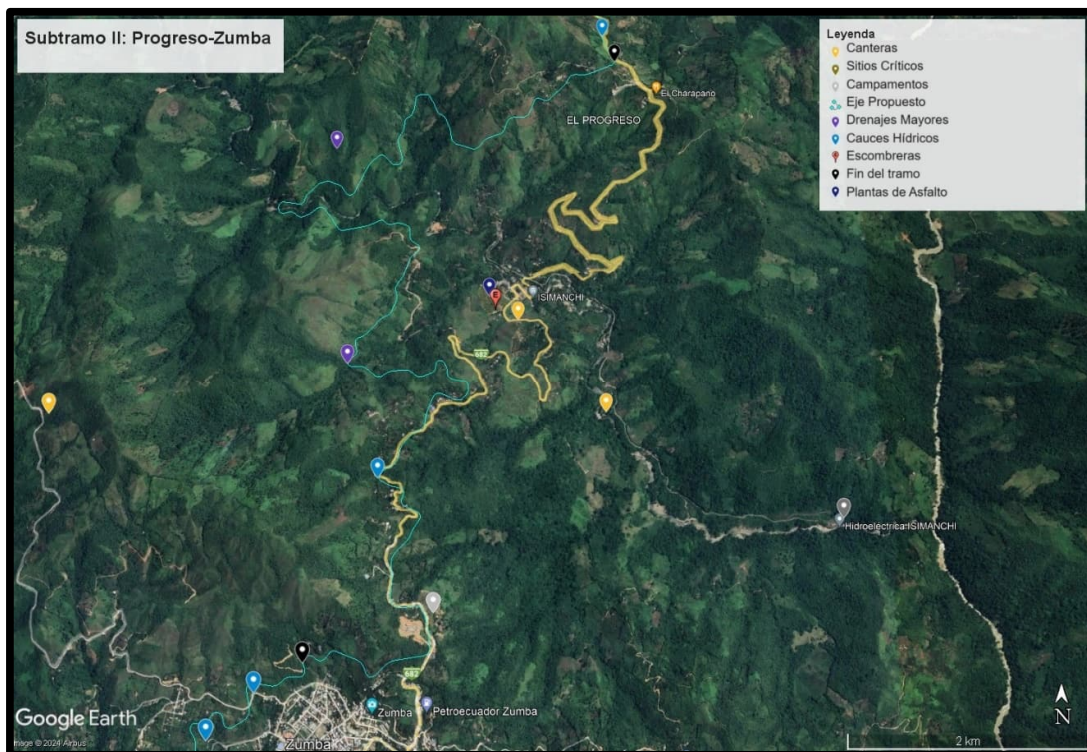 Subtramo II: Progreso-Zumba
Leyenda
Canteras
Sitios Críticos
Campamentos
Eje Propuesto
Drenajes Mayores
Cauces Hídricos
Escombreras
Fin del tramo
Plantas de Asfalto
El Charapano
EL PROGRESO
E
ISIMANCHI
682
Hidroeléctrica ISIMANCHI
682
Zumba
Petroecuador Zumba
Zumba
Google Earth
Image © 2024 Airbus
N
2 km